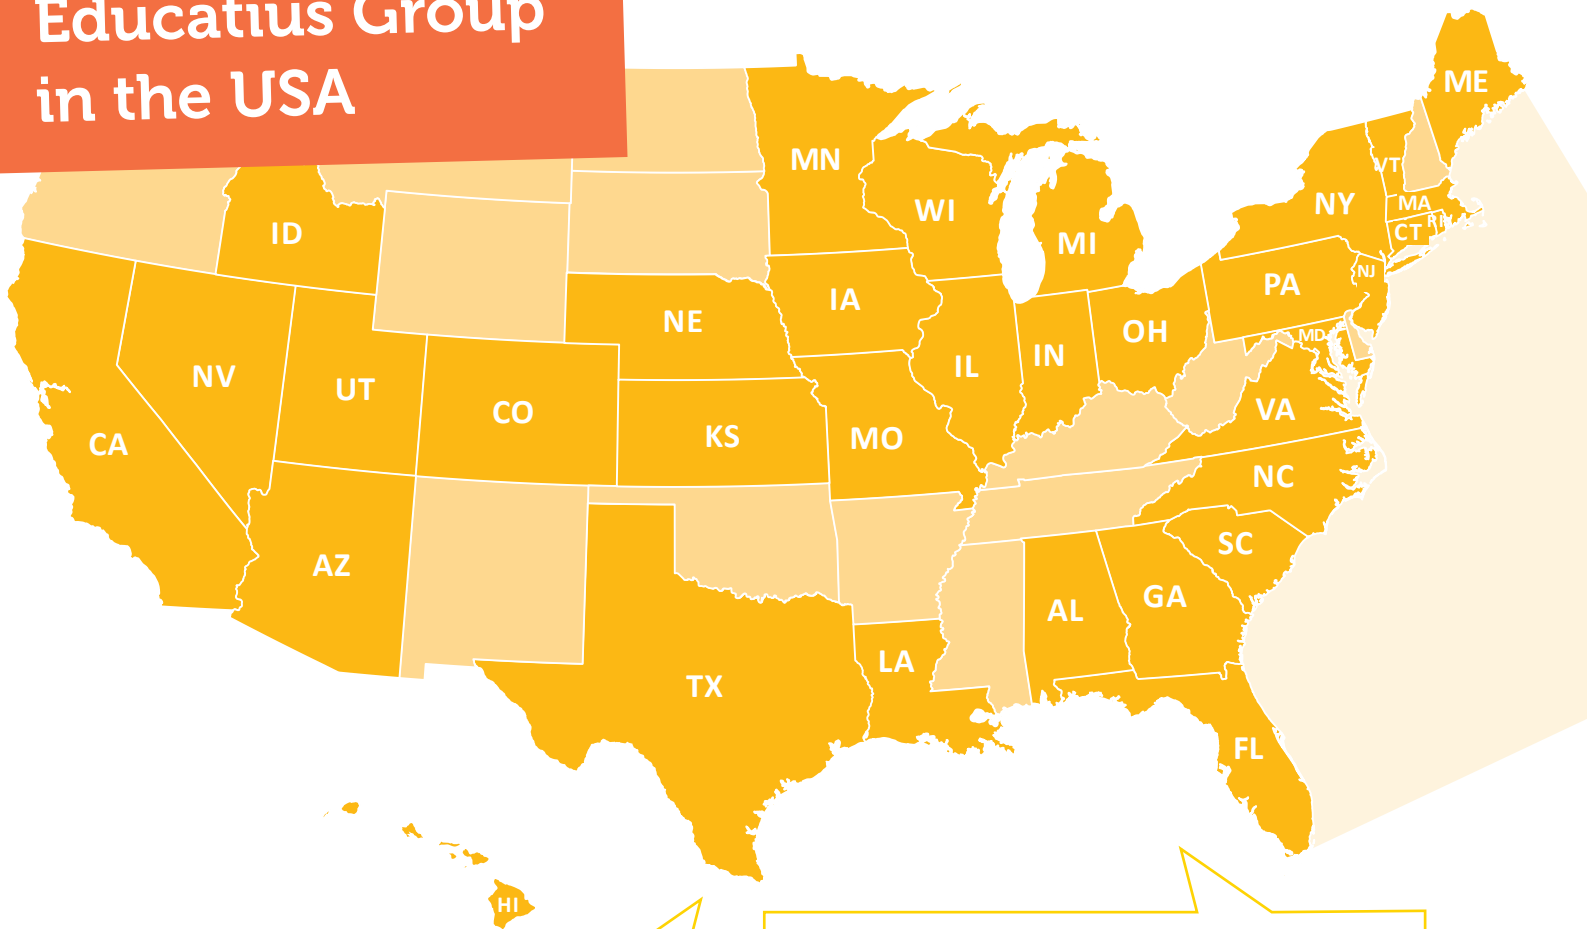 Educatius Group
in the USA
ME
MN
VT
WI
NY
MA
RI
CT
ID
MI
NJ
PA
IA
NE
OH
MD
IN
IL
NV
UT
CO
VA
KS
MO
CA
NC
SC
AZ
GA
AL
LA
TX
FL
HI